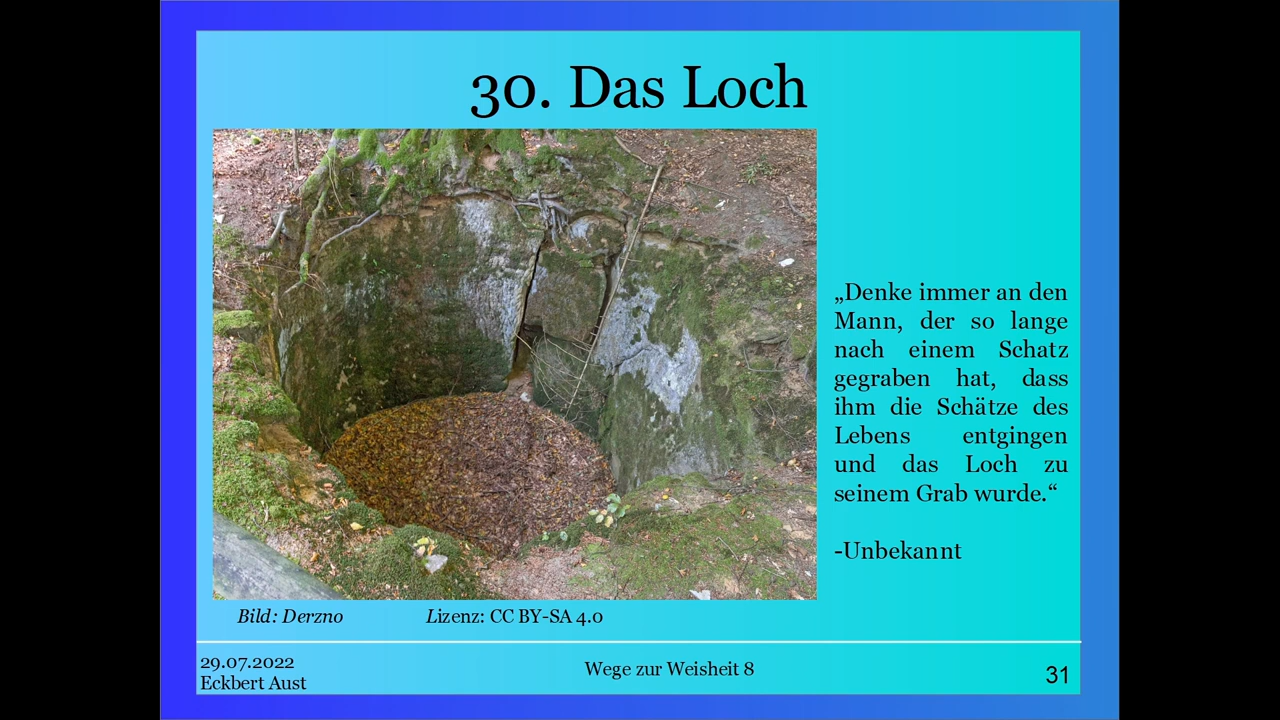 30. Das Loch
„Denke immer an den
Mann, der so lange
nach einem Schatz
gegraben hat, dass
ihm die Schätze des
Lebens entgingen
und das Loch zu
seinem Grab wurde.“
-Unbekannt
Bild: Derzno Lizenz: CC BY-SA 4.0
29.07.2022
Eckbert Aust
Wege zur Weisheit 8
31